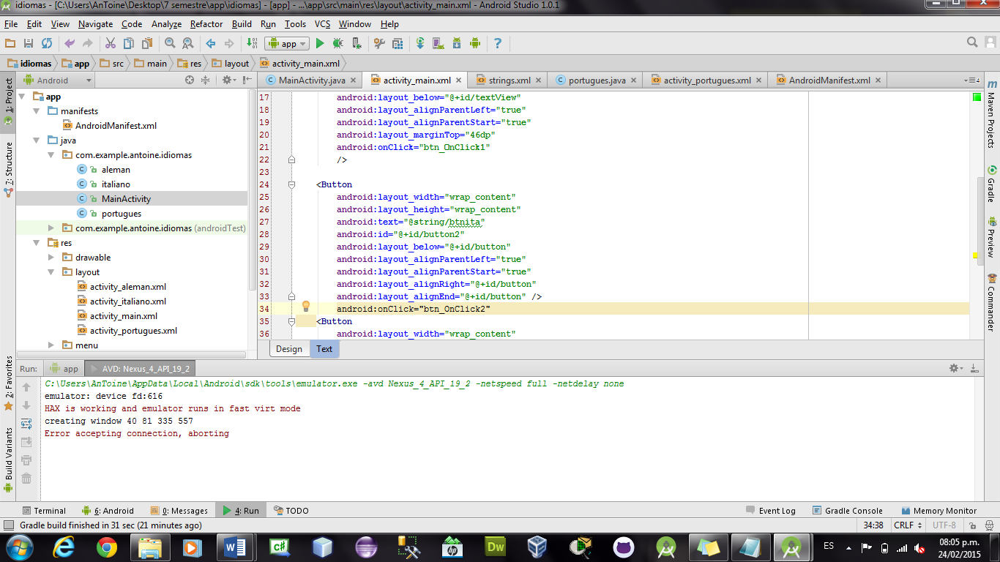 idiomas - [C:\Users\AnToine\Desktop\7 semestre\app\idiomas] - [app] - ...\app\src\main\res\layout\activity_main.xml - Android Studio 1.0.1
File Edit View Navigate Code Analyze Refactor Build Run Tools VCS Window Help
app
idiomas app src main res layout activity_main.xml
Android
MainActivity.java activity_main.xml strings.xml portugues.java activity_portugues.xml AndroidManifest.xml
4
1: Project
7: Structure
2: Favorites
Build Variants
app
manifests
AndroidManifest.xml
java
com.example.antoine.idiomas
aleman
italiano
MainActivity
portugues
com.example.antoine.idiomas (androidTest)
res
drawable
layout
activity_aleman.xml
activity_italiano.xml
activity_main.xml
activity_portugues.xml
menu
17 android:layout_below="@+id/textView"
18 android:layout_alignParentLeft="true"
19 android:layout_alignParentStart="true"
20 android:layout_marginTop="46dp"
21 android:onClick="btn_OnClick1"
22 />
23
24 <Button
25 android:layout_width="wrap_content"
26 android:layout_height="wrap_content"
27 android:text="@string/btnita"
28 android:id="@+id/button2"
29 android:layout_below="@+id/button"
30 android:layout_alignParentLeft="true"
31 android:layout_alignParentStart="true"
32 android:layout_alignRight="@+id/button"
33 android:layout_alignEnd="@+id/button" />
34 android:onClick="btn_OnClick2"
35 <Button
36 android:layout_width="wrap_content"
Design Text
m
Maven Projects
Gradle
Preview
Commander
Run: app AVD: Nexus_4_API_19_2
C:\Users\AnToine\AppData\Local\Android\sdk\tools\emulator.exe -avd Nexus_4_API_19_2 -netspeed full -netdelay none
emulator: device fd:616
HAX is working and emulator runs in fast virt mode
creating window 40 81 335 557
Error accepting connection, aborting
Terminal 6: Android 0: Messages 4: Run TODO Event Log Gradle Console Memory Monitor
Gradle build finished in 31 sec (21 minutes ago) 34:38 CRLF UTF-8
W C# hp Dw ES 08:05 p.m.
24/02/2015